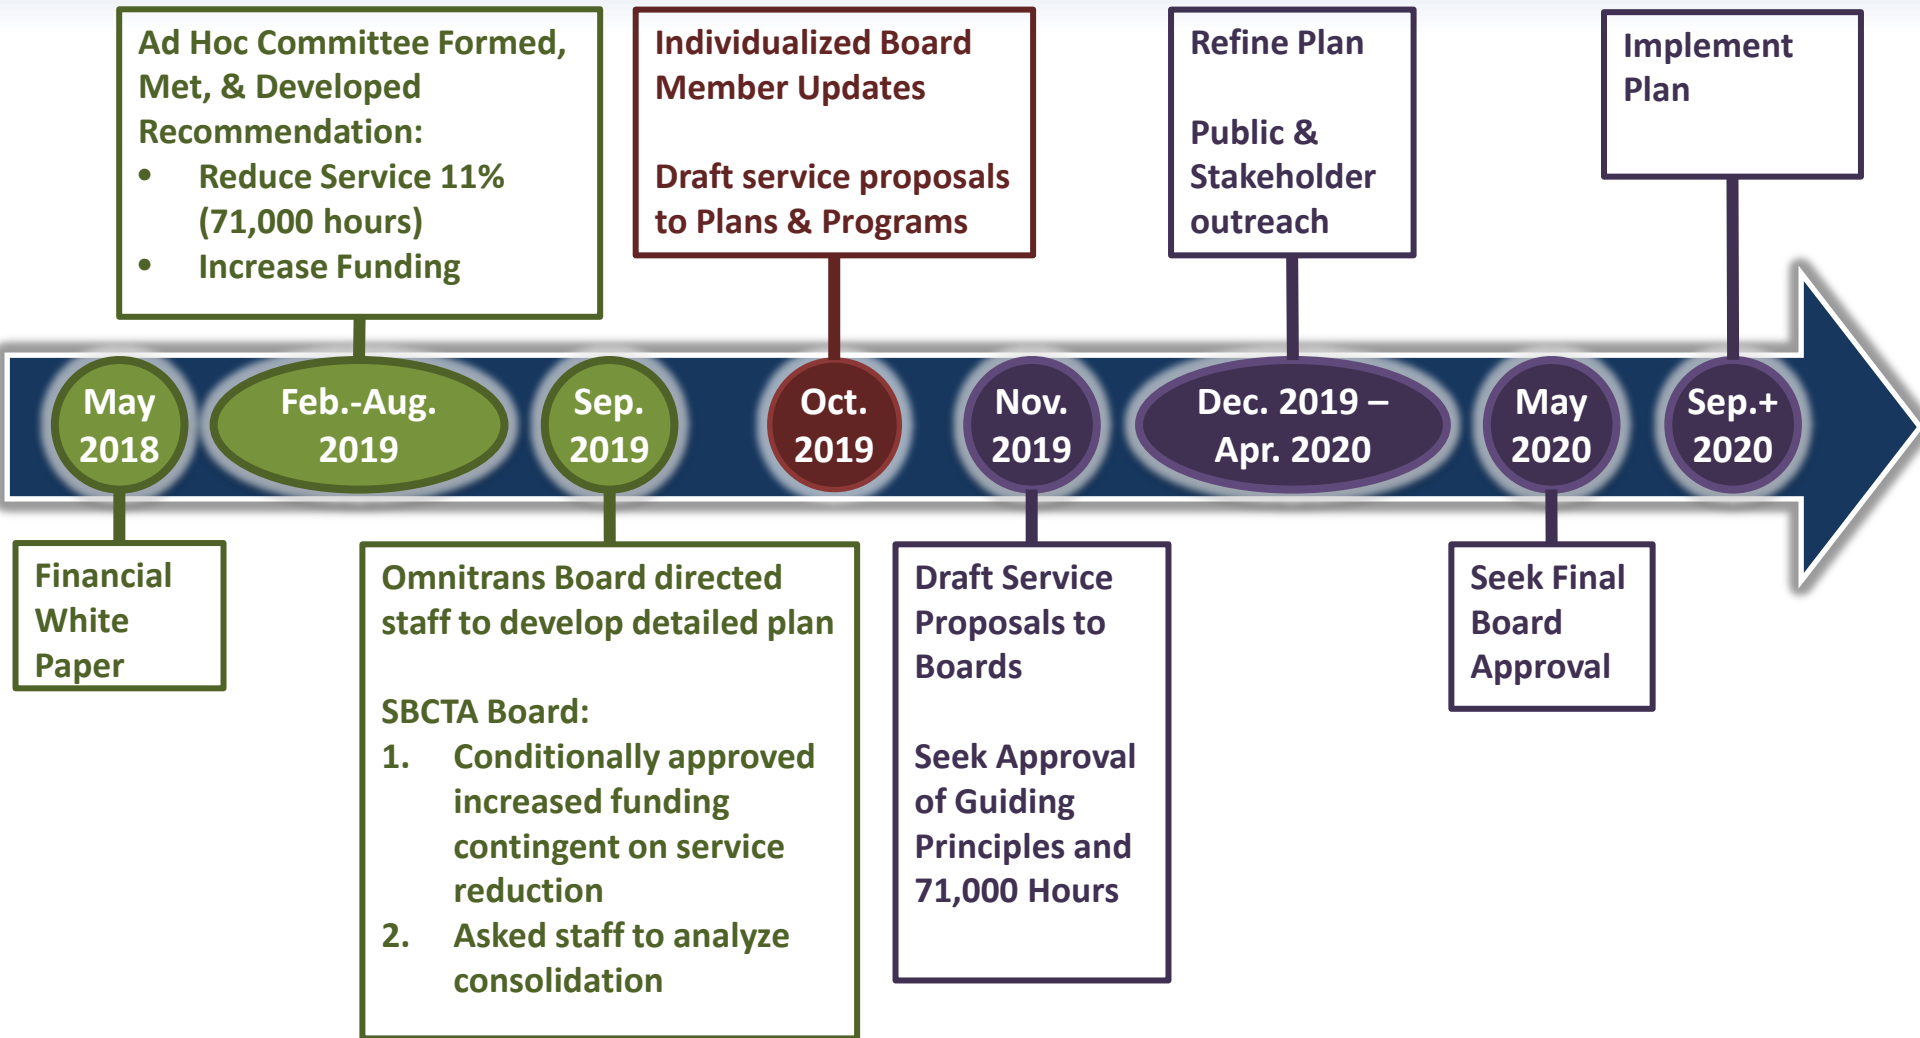 Ad Hoc Committee Formed,
Met, & Developed
Recommendation:
• Reduce Service 11%
(71,000 hours)
• Increase Funding
Individualized Board
Member Updates
Draft service proposals
to Plans & Programs
Refine Plan
Public &
Stakeholder
outreach
Implement
Plan
May
2018
Feb.-Aug.
2019
Sep.
2019
Oct.
2019
Nov.
2019
Dec. 2019 –
Apr. 2020
May
2020
Sep.+
2020
Financial
White
Paper
Omnitrans Board directed
staff to develop detailed plan
SBCTA Board:
1. Conditionally approved
increased funding
contingent on service
reduction
2. Asked staff to analyze
consolidation
Draft Service
Proposals to
Boards
Seek Approval
of Guiding
Principles and
71,000 Hours
Seek Final
Board
Approval